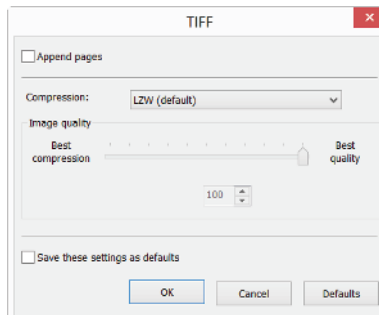 TIFF
Append pages
Compression: LZW (default)
Image quality
Best compression
Best quality
100
Save these settings as defaults
OK Cancel Defaults